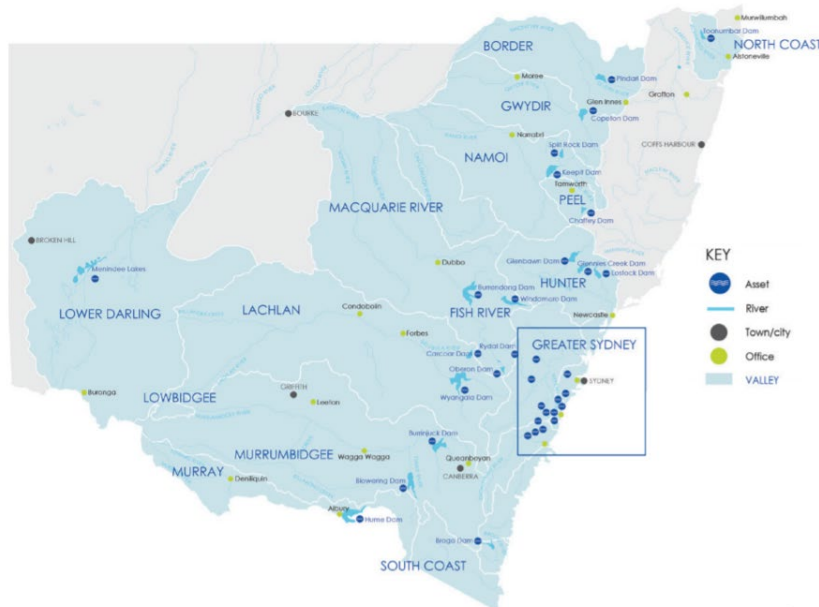 Murwillumbah
Toonumbar Dam
NORTH COAST
Alstonville
BORDER
Moree
Pindari Dam
GWYDIR
Glen Innes
Grafton
Copeton Dam
BOURKE
Narrabri
COFFS HARBOUR
Split Rock Dam
NAMOI
Keepit Dam
Tamworth
PEEL
MACQUARIE RIVER
Chaffey Dam
BROKEN HILL
KEY
Dubbo
Glenbawn Dam
Glennies Creek Dam
Lostock Dam
Menindee Lakes
HUNTER
Asset
Burrendong Dam
Windamere Dam
River
LOWER DARLING
LACHLAN
Condobolin
FISH RIVER
Newcastle
Town/city
Forbes
GREATER SYDNEY
Office
Carcoar Dam
Rydal Dam
Oberon Dam
SYDNEY
VALLEY
Buronga
LOWBIDGEE
GRIFFITH
Leeton
Wyangala Dam
Burrinjuck Dam
MURRUMBIDGEE
Wagga Wagga
Queanbeyan
CANBERRA
MURRAY
Deniliquin
Blowering Dam
Albury
Hume Dam
Brogo Dam
SOUTH COAST